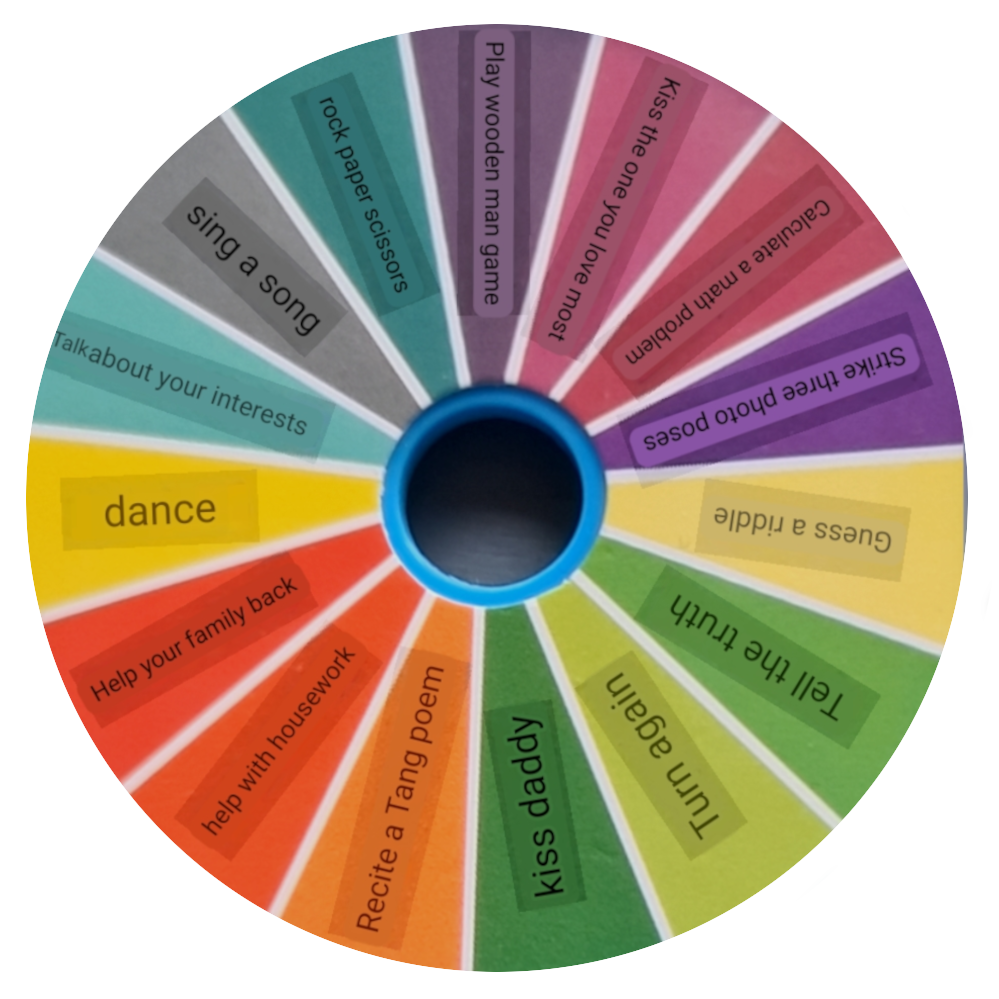 Play wooden man game
Kiss the one you love most
Calculate a math problem
Strike three photo poses
Guess a riddle
Tell the truth
Turn again
kiss daddy
Recite a Tang poem
help with housework
Help your family back
dance
Talkabout your interests
sing a song
rock paper scissors